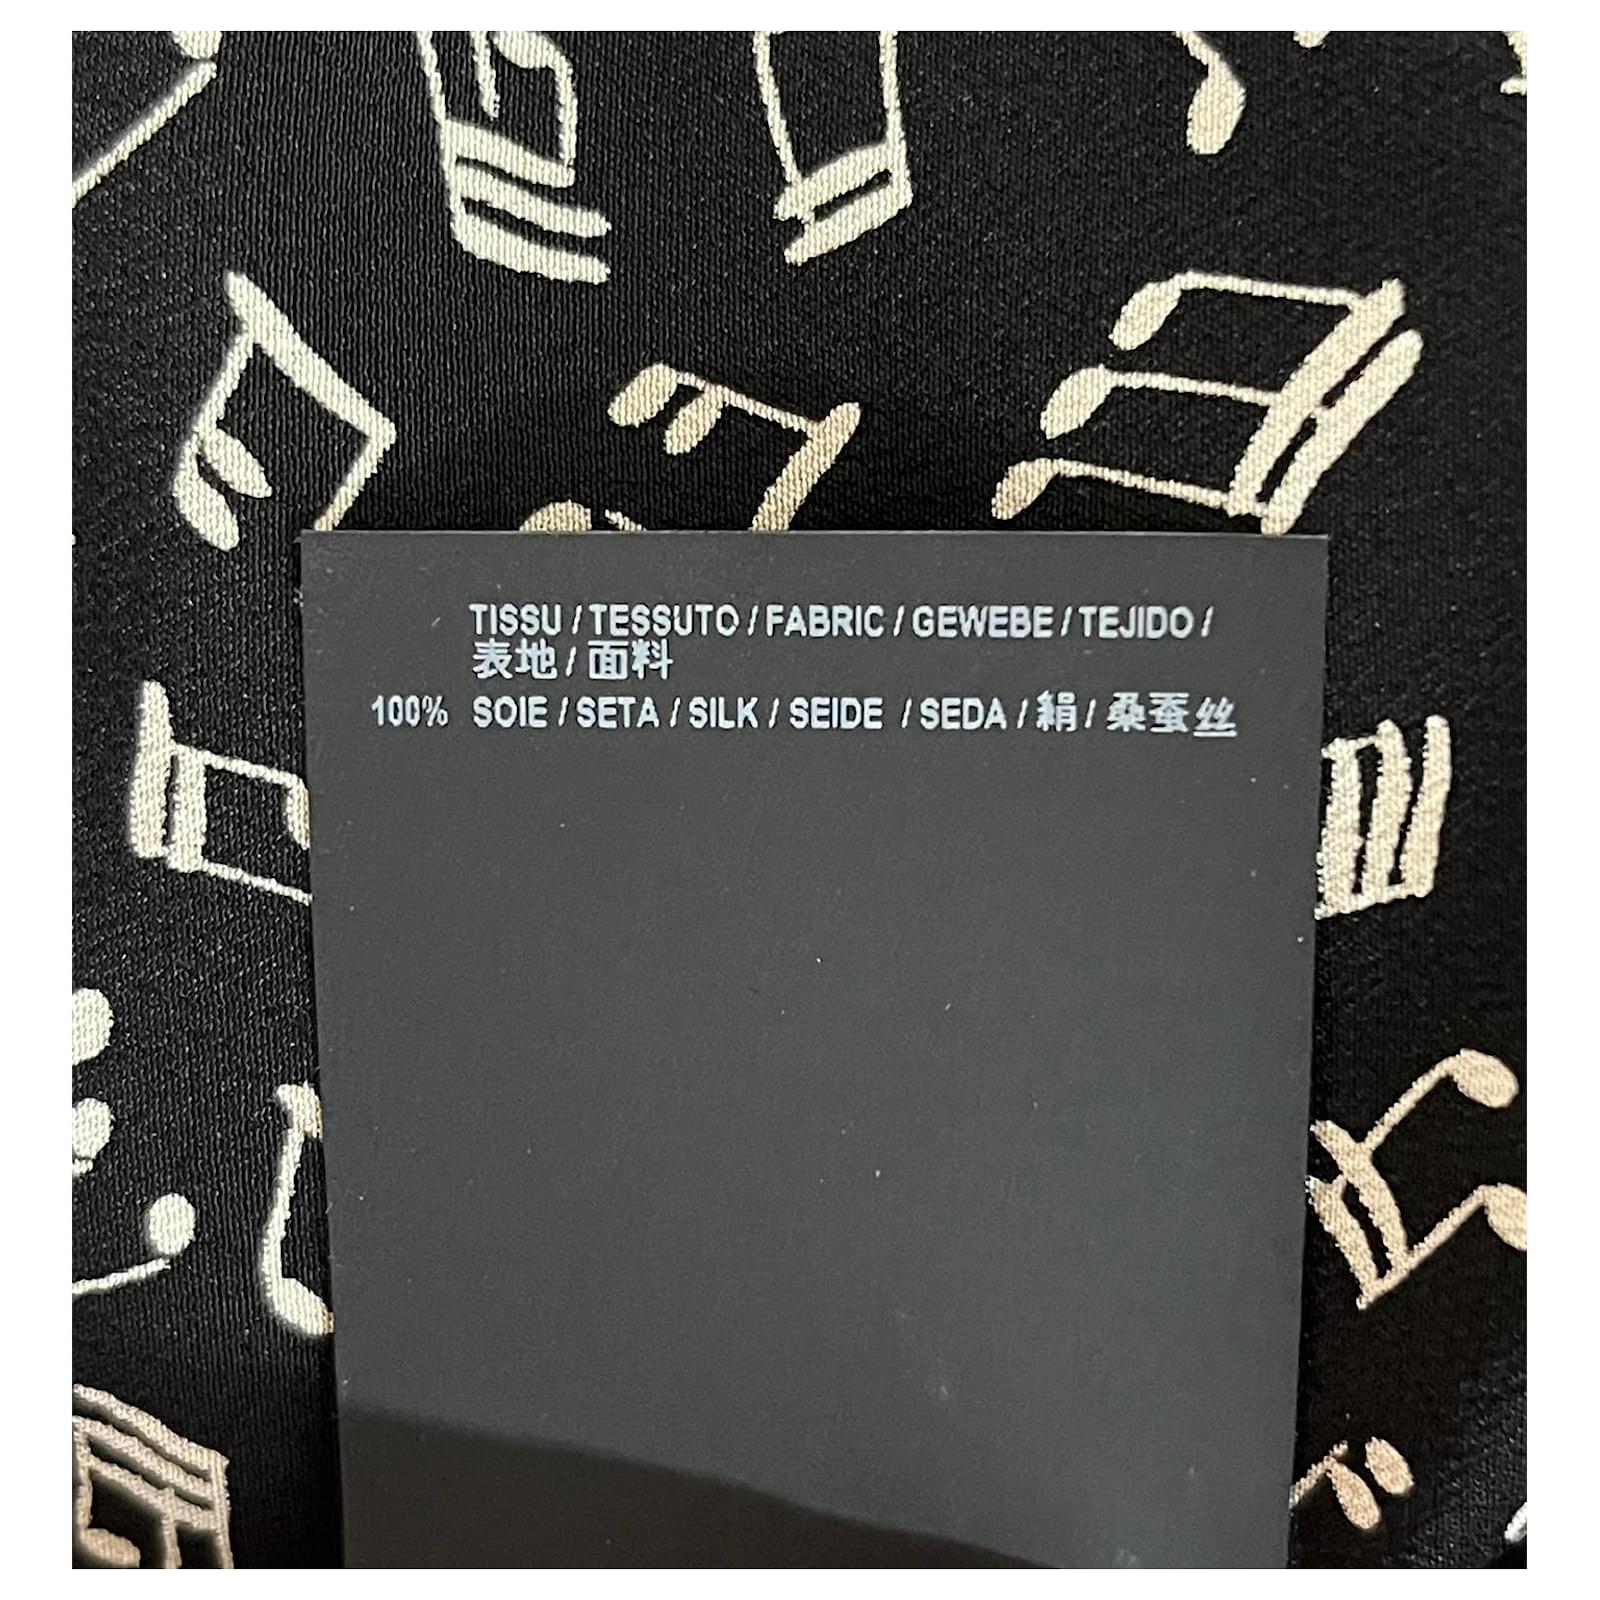 TISSU / TESSUTO / FABRIC / GEWEBE / TEJIDO /
表地 / 面料
100% SOIE / SETA / SILK / SEIDE / SEDA / 絹 / 桑蚕丝